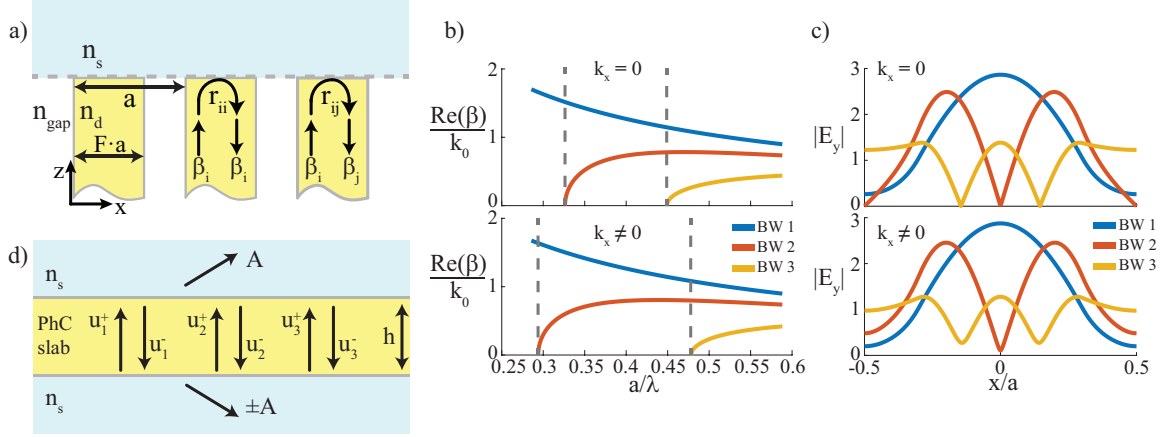 a)
n_s
a
r_ii
r_ij
n_gap
n_d
F·a
β_i
β_i
β_i
β_j
z
x
b)
k_x = 0
Re(β)
k_0
2
1
0
k_x ≠ 0
BW 1
BW 2
BW 3
Re(β)
k_0
2
1
0
0.25
0.3
0.35
0.4
0.45
0.5
0.55
0.6
a/λ
c)
k_x = 0
|E_y|
3
2
1
0
k_x ≠ 0
BW 1
BW 2
BW 3
|E_y|
3
2
1
0
-0.5
0
0.5
x/a
d)
n_s
A
PhC
slab
u_1^+
u_1^-
u_2^+
u_2^-
u_3^+
u_3^-
h
n_s
±A